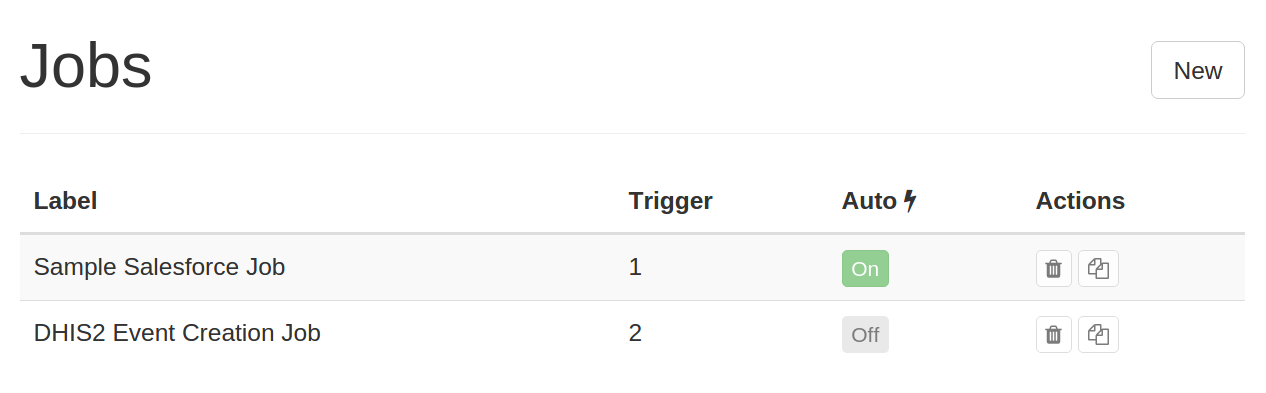 Jobs
New
Label Trigger Auto Actions
Sample Salesforce Job 1 On
DHIS2 Event Creation Job 2 Off